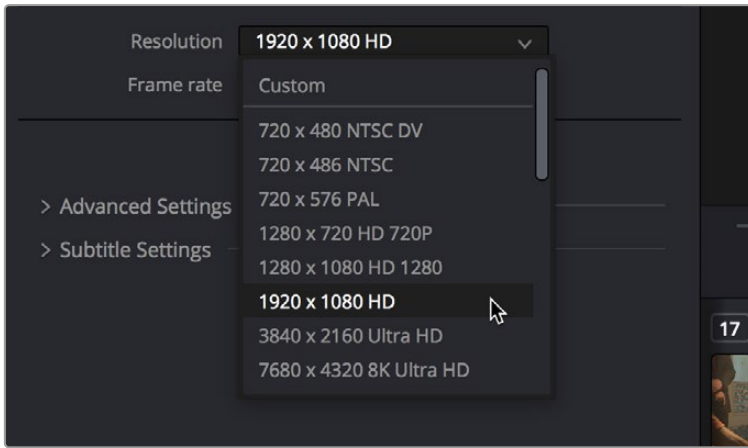 Resolution 1920 x 1080 HD
Frame rate
Custom
720 x 480 NTSC DV
720 x 486 NTSC
720 x 576 PAL
1280 x 720 HD 720P
1280 x 1080 HD 1280
1920 x 1080 HD
3840 x 2160 Ultra HD
7680 x 4320 8K Ultra HD
> Advanced Settings
> Subtitle Settings
17